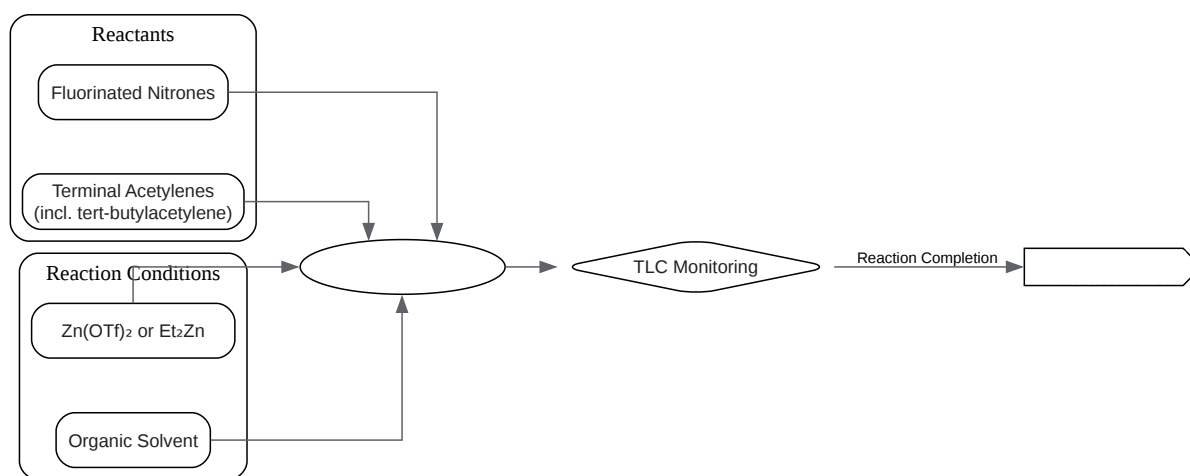 Reactants
Fluorinated Nitrones
Terminal Acetylenes
(incl. tert-butylacetylene)
Reaction Conditions
Zn(OTf)₂ or Et₂Zn
Organic Solvent
TLC Monitoring
Reaction Completion